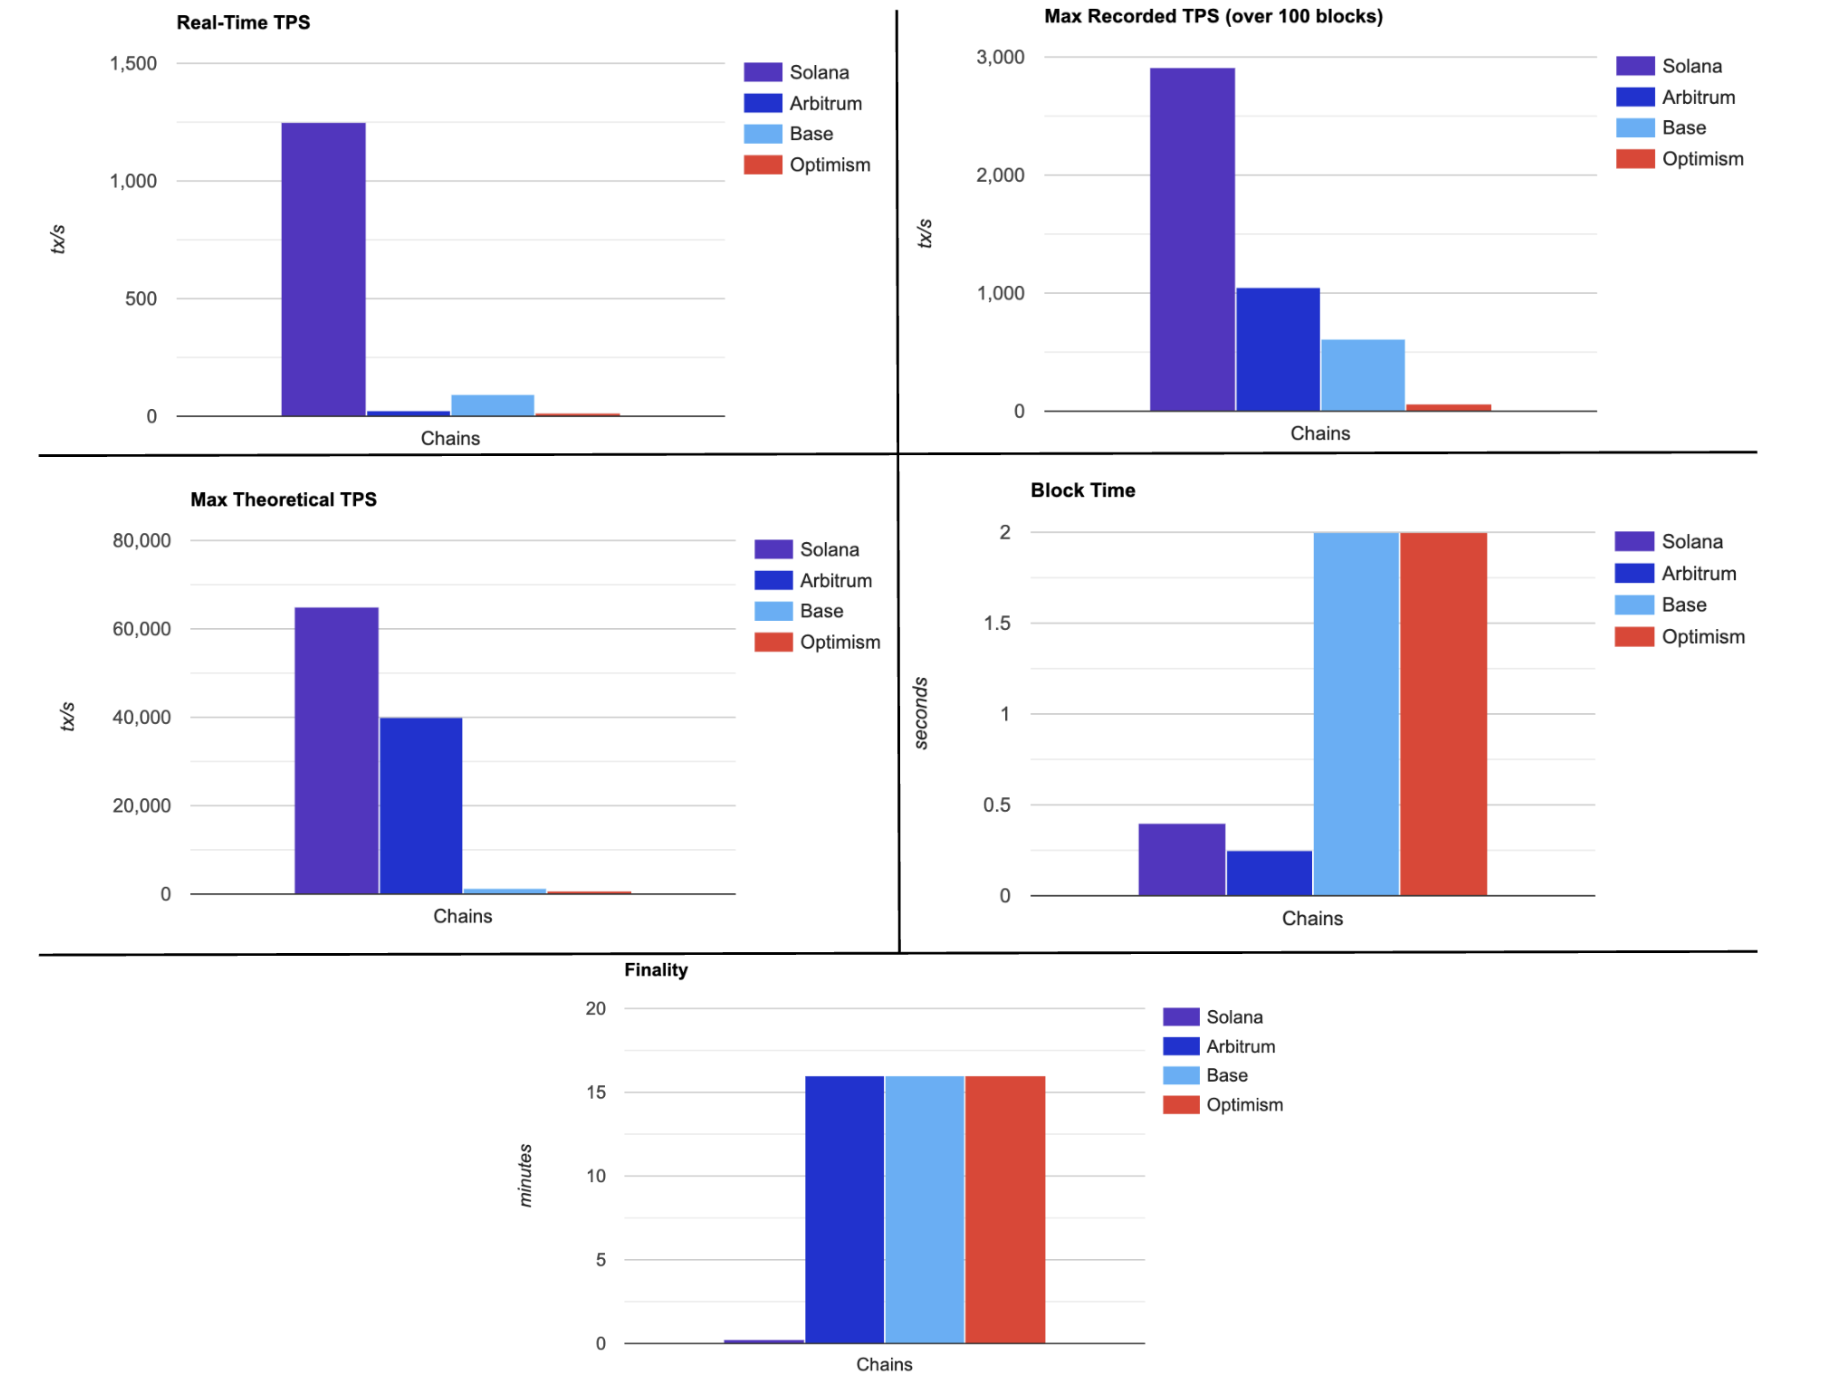 Real-Time TPS
1,500
1,000
500
0
tx/s
Chains
Solana
Arbitrum
Base
Optimism
Max Recorded TPS (over 100 blocks)
3,000
2,000
1,000
0
tx/s
Chains
Solana
Arbitrum
Base
Optimism
Max Theoretical TPS
80,000
60,000
40,000
20,000
0
tx/s
Chains
Solana
Arbitrum
Base
Optimism
Block Time
2
1.5
1
0.5
0
seconds
Chains
Solana
Arbitrum
Base
Optimism
Finality
20
15
10
5
0
minutes
Chains
Solana
Arbitrum
Base
Optimism